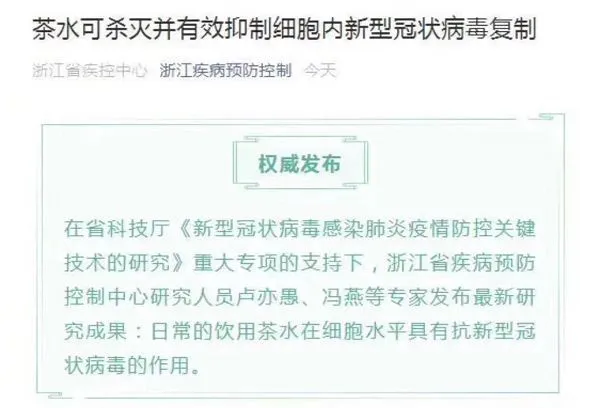 茶水可杀灭并有效抑制细胞内新型冠状病毒复制
浙江省疾控中心 浙江疾病预防控制 今天
权威发布
在省科技厅《新型冠状病毒感染肺炎疫情防控关键
技术的研究》重大专项的支持下，浙江省疾病预防
控制中心研究人员卢亦愚、冯燕等专家发布最新研
究成果：日常的饮用茶水在细胞水平具有抗新型冠
状病毒的作用。